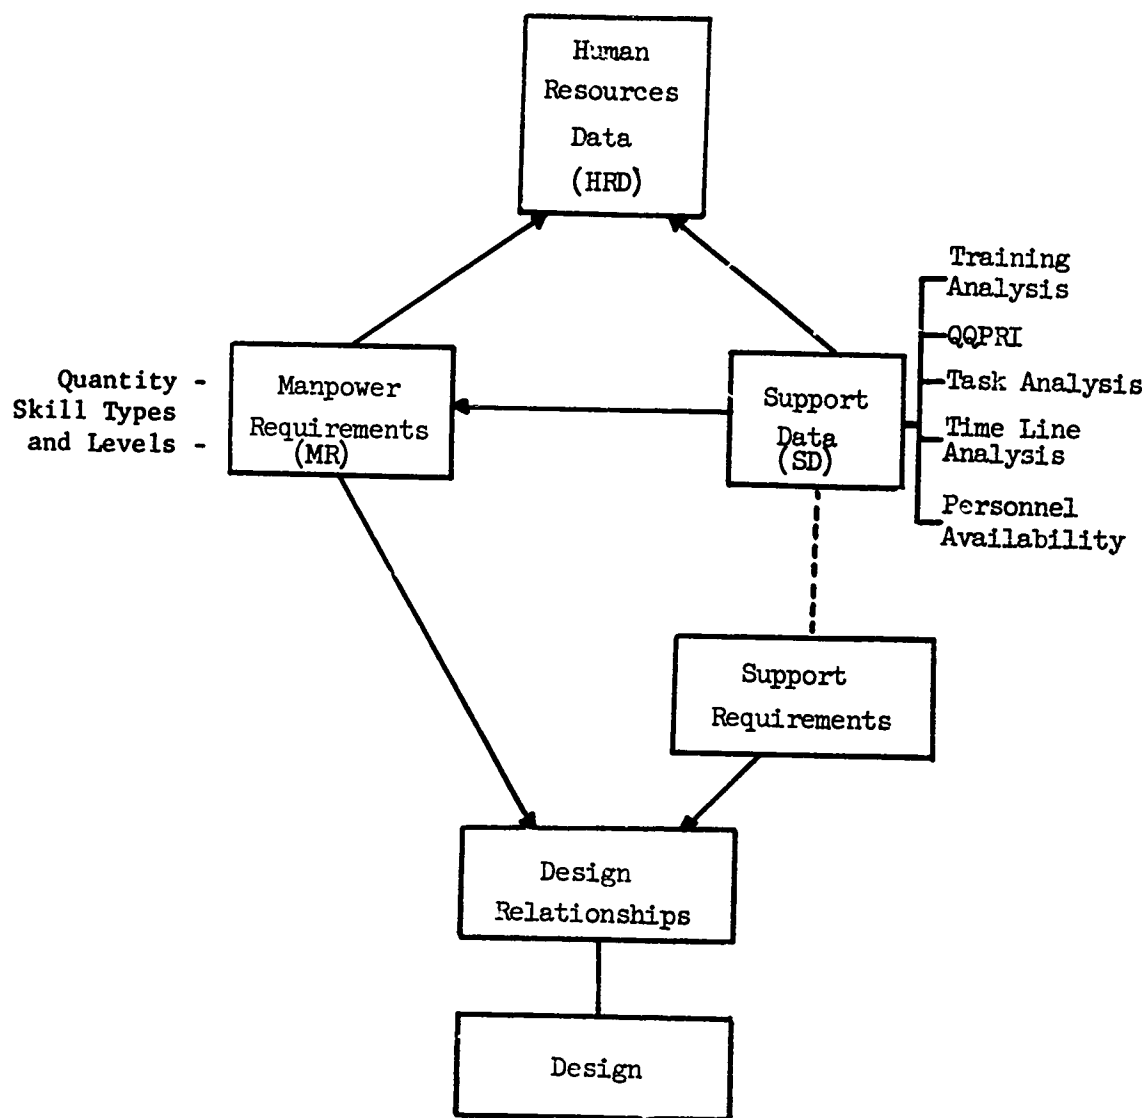 Human
Resources
Data
(HRD)
Training
Analysis
QQPRI
Task Analysis
Time Line
Analysis
Personnel
Availability
Quantity -
Skill Types
and Levels -
Manpower
Requirements
(MR)
Support
Data
(SD)
Support
Requirements
Design
Relationships
Design